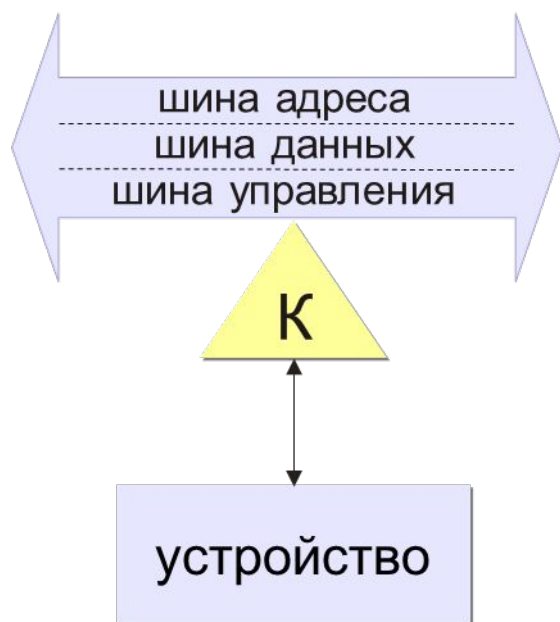 шина адреса
шина данных
шина управления
К
устройство